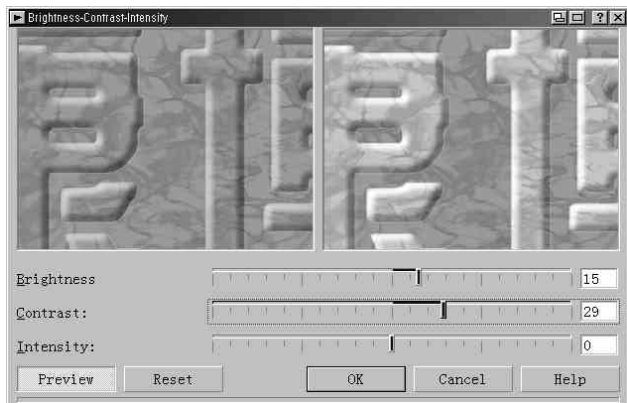 Brightness-Contrast-Intensity
Brightness 15
Contrast: 29
Intensity: 0
Preview Reset OK Cancel Help